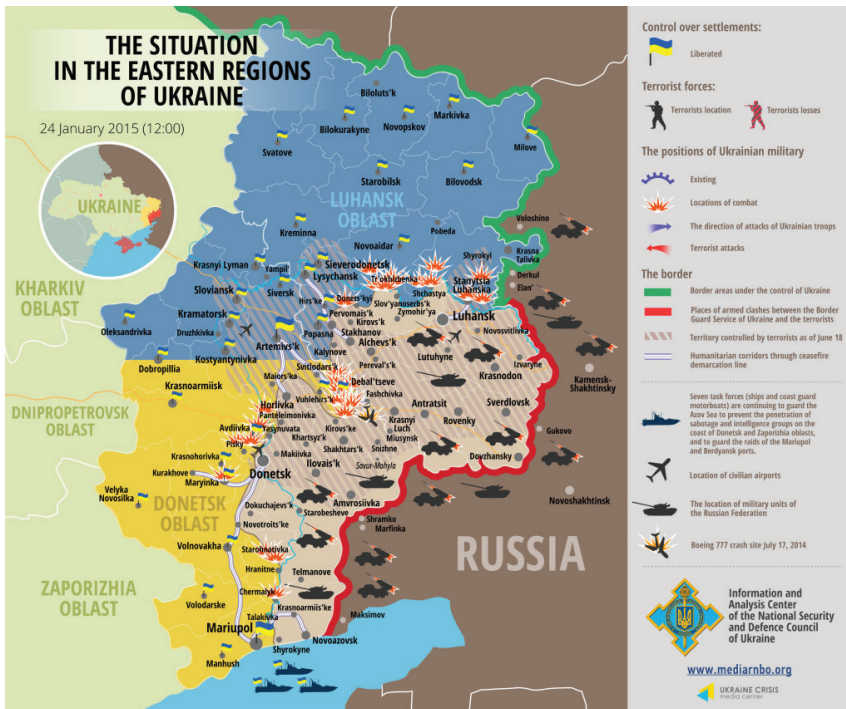 THE SITUATION
IN THE EASTERN REGIONS
OF UKRAINE
24 January 2015 (12:00)
UKRAINE
KHARKIV
OBLAST
DNIPROPETROVSK
OBLAST
ZAPORIZHIA
OBLAST
LUHANSK
OBLAST
DONETSK
OBLAST
RUSSIA
Biloluts'k
Bilokurakyne
Novopskov
Markivka
Svatove
Milove
Starobilsk
Bilovodsk
Kreminna
Novoaidar
Pobeda
Voloshino
Shyrokyi
Krasna
Talivka
Derkul
Elan'
Krasnyi Lyman
Yampil'
Sieverodonetsk
Lysychansk
Stanytsia
Luhanska
Sloviansk
Siversk
Hirs'ke
Donets'kyi
Shchastya
Slov'yanoserbs'k
Zymohir'ya
Kramatorsk
Pervomais'k
Kirovs'k
Luhansk
Oleksandrivka
Druzhkivka
Popasna
Stakhanov
Novosvitlivka
Artemivs'k
Alchevs'k
Kostyantynivka
Kalynove
Lutuhyne
Dobropillia
Svitlodars'k
Pereval's'k
Izvaryne
Krasnoarmiisk
Maiors'ka
Debal'tseve
Krasnodon
Kamensk-
Shakhtinsky
Vuhlehirs'k
Fashchivka
Horlivka
Antratsit
Sverdlovsk
Panteleimonivka
Avdiivka
Yasynuvata
Kirovs'ke
Krasnyi
Luch
Rovenky
Pisky
Khartsyz'k
Miusynsk
Gukovo
Krasnohorivka
Makiivka
Shakhtars'k
Snizhne
Dovzhansky
Kurakhove
Maryinka
Donetsk
Ilovais'k
Savur-Mohyla
Velyka
Novosilka
Amvrosiivka
Novoshakhtinsk
Dokuchajevs'k
Starobesheve
Novotroits'ke
Shramko
Marfinka
Volnovakha
Starohnativka
Hranitne
Telmanove
Volodarske
Chermalyk
Krasnoarmiis'ke
Talakivka
Maksimov
Mariupol
Novoazovsk
Shyrokyne
Manhush
Control over settlements:
Liberated
Terrorist forces:
Terrorists location
Terrorists losses
The positions of Ukrainian military
Existing
Locations of combat
The direction of attacks of Ukrainian troops
Terrorist attacks
The border
Border areas under the control of Ukraine
Places of armed clashes between the Border
Guard Service of Ukraine and the terrorists
Territory controlled by terrorists as of June 18
Humanitarian corridors through ceasefire
demarcation line
Seven task forces (ships and coast guard
motorboats) are continuing to guard the
Azov Sea to prevent the penetration of
sabotage and intelligence groups on the
coast of Donetsk and Zaporizhia oblasts,
and to guard the raids of the Mariupol
and Berdyansk ports.
Location of civilian airports
The location of military units of
the Russian Federation
Boeing 777 crash site July 17, 2014
Information and
Analysis Center
of the National Security
and Defence Council
of Ukraine
www.mediarnbo.org
UKRAINE CRISIS
media center